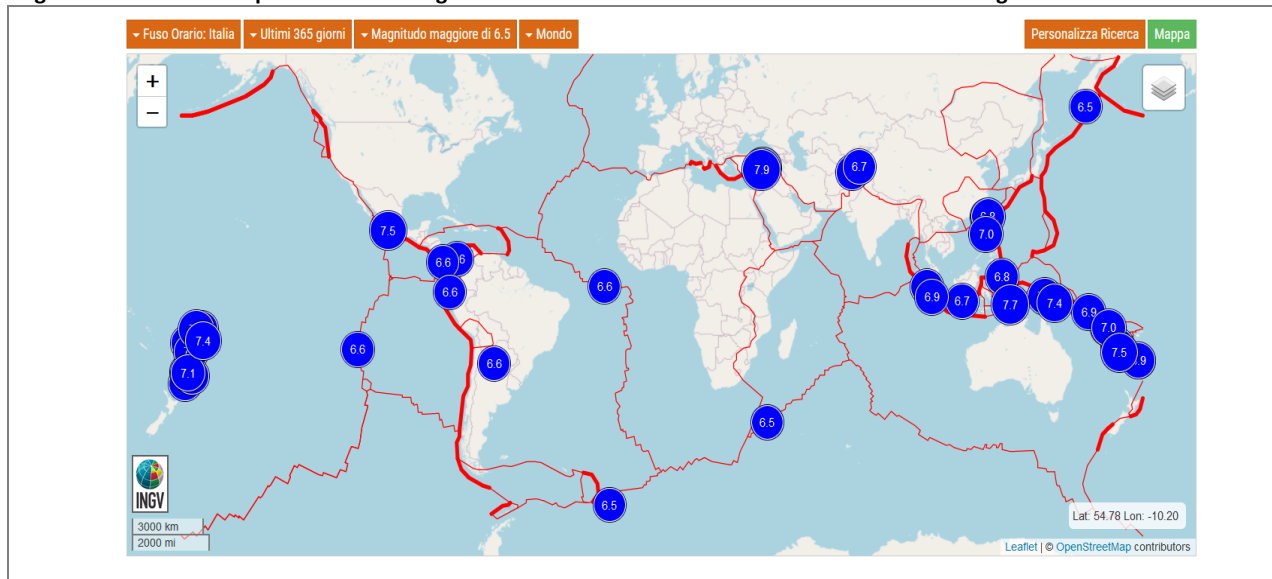 Fuso Orario: Italia
Ultimi 365 giorni
Magnitudo maggiore di 6.5
Mondo
Personalizza Ricerca
Mappa
+
−
6.5
7.9
6.7
7.5
7.0
6.6
6.6
6.6
6.8
6.9
6.7
7.7
7.4
6.9
7.0
7.5
7.4
7.1
6.6
6.6
6.5
6.5
INGV
3000 km
2000 mi
Lat: 54.78 Lon: -10.20
Leaflet | © OpenStreetMap contributors